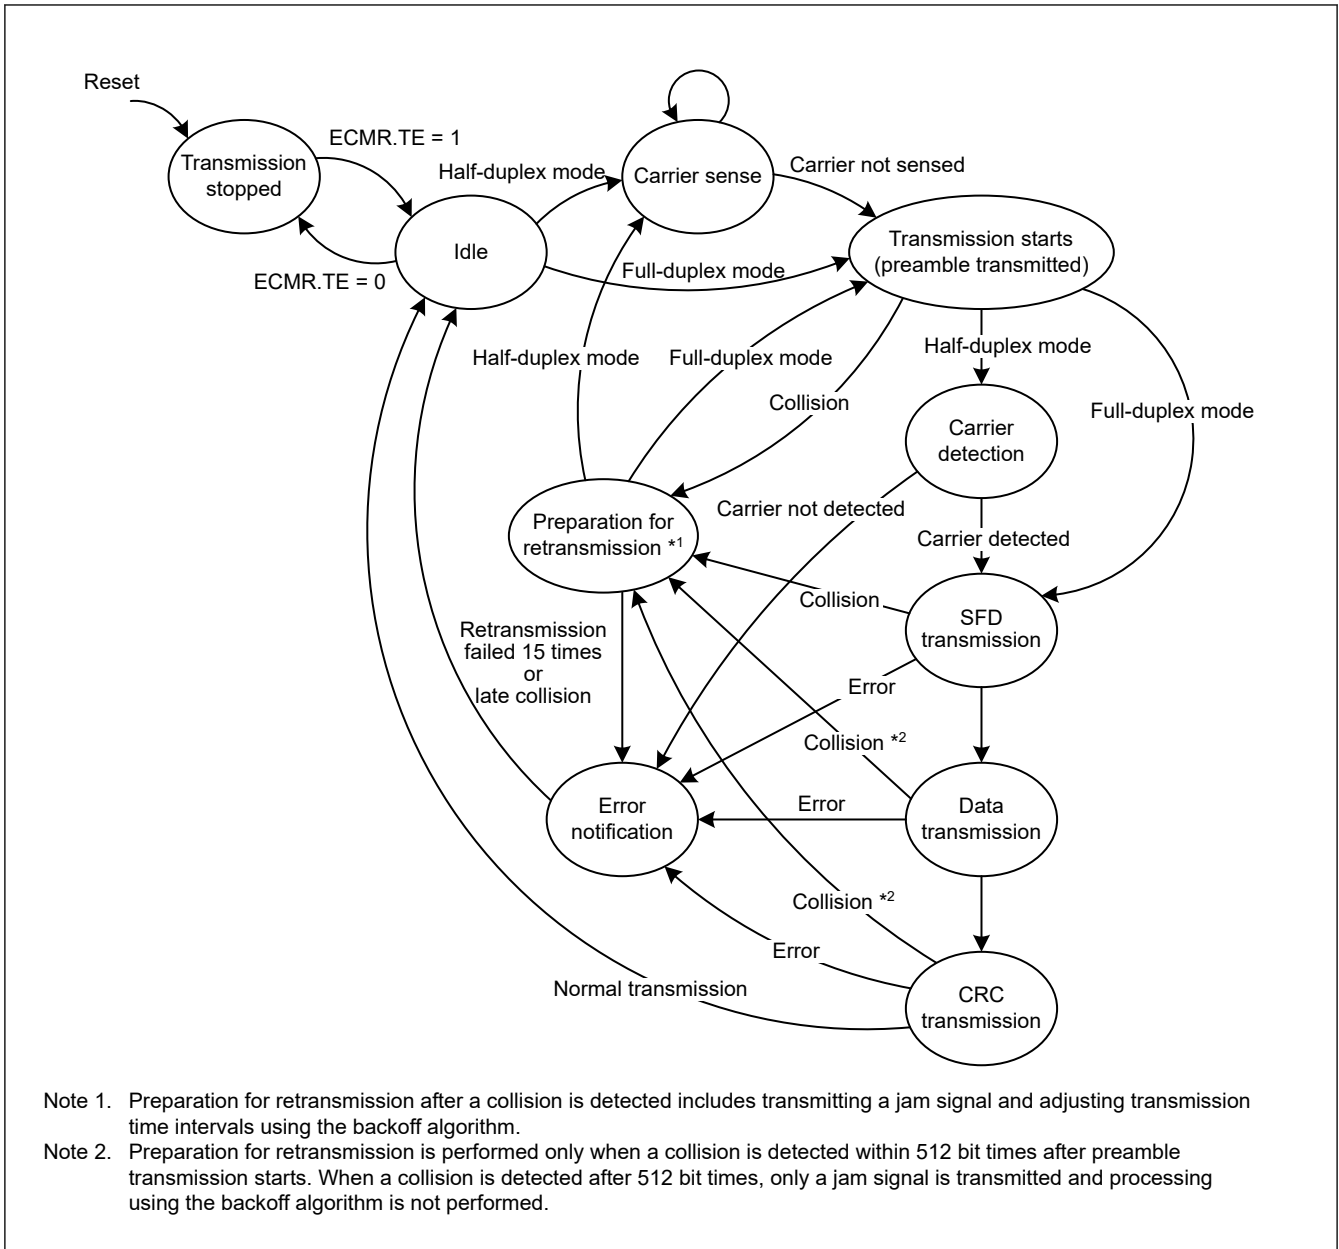 Reset
ECMR.TE = 1
Transmission
stopped
Half-duplex mode
Carrier sense
Carrier not sensed
Idle
ECMR.TE = 0
Full-duplex mode
Transmission starts
(preamble transmitted)
Half-duplex mode
Full-duplex mode
Half-duplex mode
Collision
Full-duplex mode
Carrier
detection
Carrier not detected
Preparation for
retransmission *1
Carrier detected
Collision
SFD
transmission
Retransmission
failed 15 times
or
late collision
Error
Collision *2
Error
notification
Error
Data
transmission
Collision *2
Error
Normal transmission
CRC
transmission
Note 1. Preparation for retransmission after a collision is detected includes transmitting a jam signal and adjusting transmission
time intervals using the backoff algorithm.
Note 2. Preparation for retransmission is performed only when a collision is detected within 512 bit times after preamble
transmission starts. When a collision is detected after 512 bit times, only a jam signal is transmitted and processing
using the backoff algorithm is not performed.